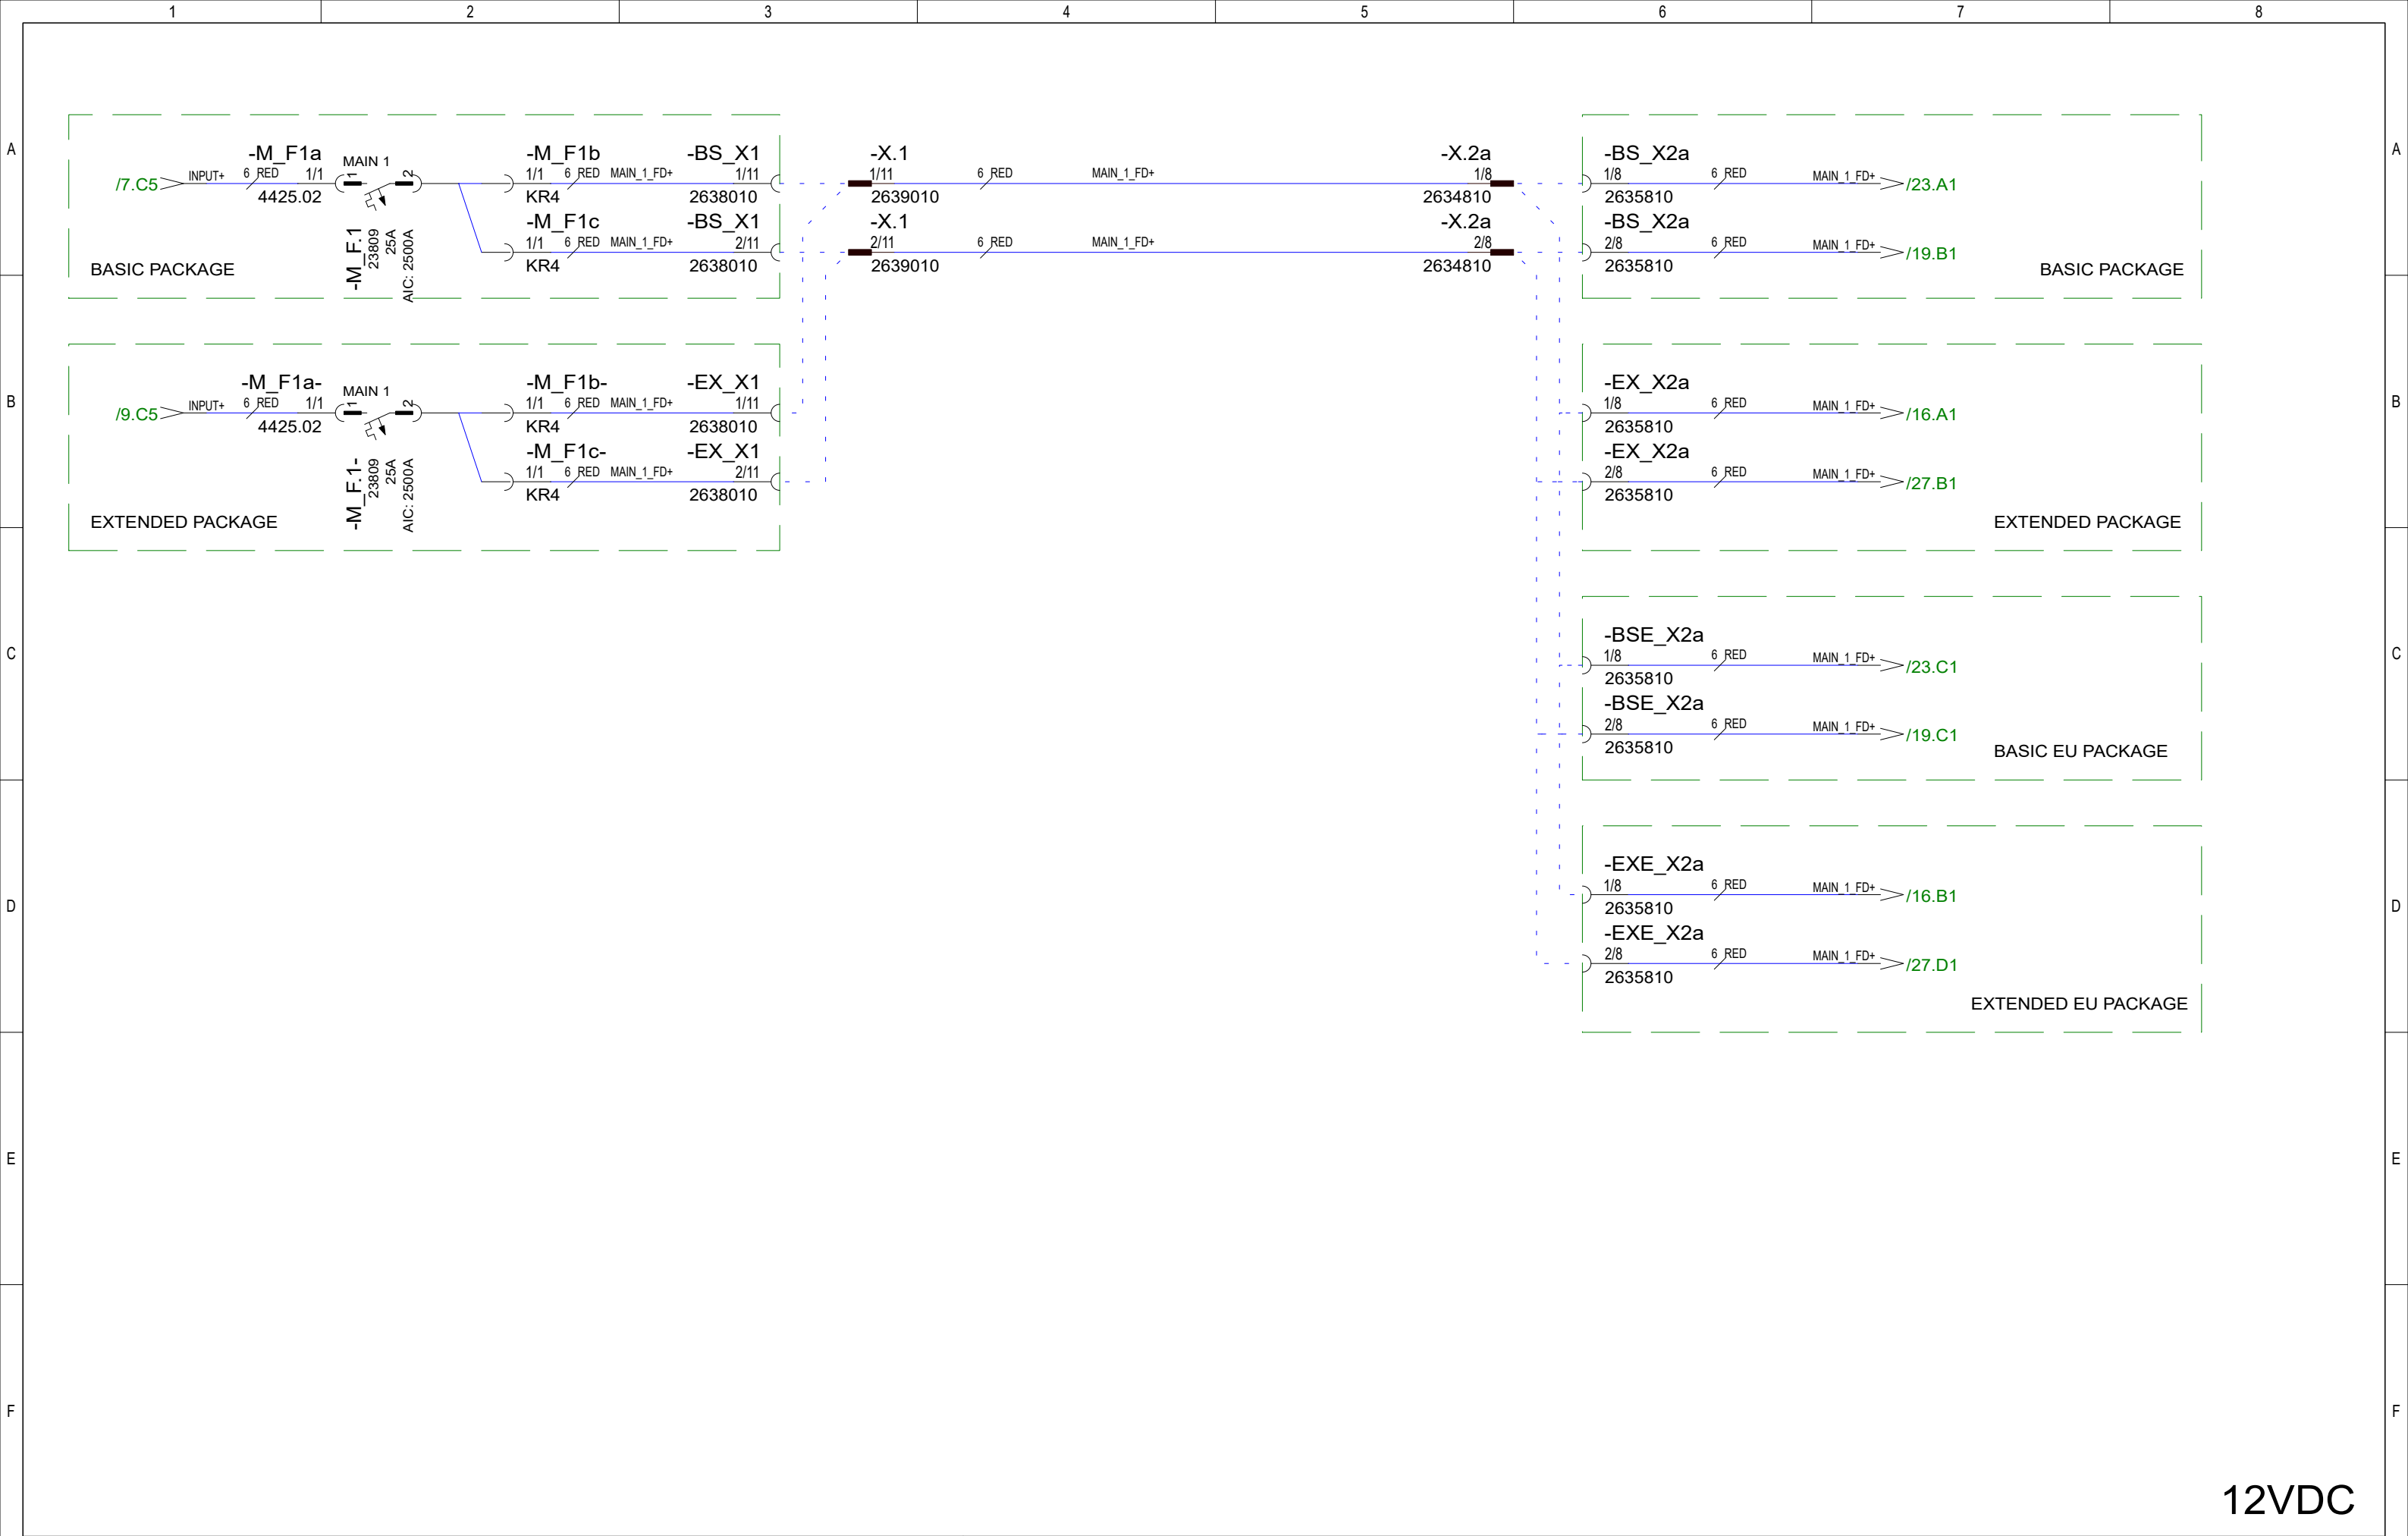 1 2 3 4 5 6 7 8
A A
-M_F1a MAIN 1 -M_F1b -BS_X1 -X.1 -X.2a -BS_X2a
/7.C5 INPUT+ 6 RED 1/1 1 2 1/1 6 RED MAIN_1_FD+ 1/11 1/11 6 RED MAIN_1_FD+ 1/8 1/8 6 RED MAIN_1_FD+ /23.A1
4425.02 KR4 2638010 2639010 2634810 2635810
-M_F1c -BS_X1 -X.1 -X.2a -BS_X2a
1/1 6 RED MAIN_1_FD+ 2/11 2/11 6 RED MAIN_1_FD+ 2/8 2/8 6 RED MAIN_1_FD+ /19.B1
KR4 2638010 2639010 2634810 2635810
-M_F.1
23809
25A
AIC: 2500A
BASIC PACKAGE BASIC PACKAGE
B B
-M_F1a- MAIN 1 -M_F1b- -EX_X1 -EX_X2a
/9.C5 INPUT+ 6 RED 1/1 1 2 1/1 6 RED MAIN_1_FD+ 1/11 1/8 6 RED MAIN_1_FD+ /16.A1
4425.02 KR4 2638010 2635810
-M_F1c- -EX_X1 -EX_X2a
1/1 6 RED MAIN_1_FD+ 2/11 2/8 6 RED MAIN_1_FD+ /27.B1
KR4 2638010 2635810
-M_F.1-
23809
25A
AIC: 2500A
EXTENDED PACKAGE EXTENDED PACKAGE
C C
-BSE_X2a
1/8 6 RED MAIN_1_FD+ /23.C1
2635810
-BSE_X2a
2/8 6 RED MAIN_1_FD+ /19.C1
2635810
BASIC EU PACKAGE
D D
-EXE_X2a
1/8 6 RED MAIN_1_FD+ /16.B1
2635810
-EXE_X2a
2/8 6 RED MAIN_1_FD+ /27.D1
2635810
EXTENDED EU PACKAGE
E E
F F
12VDC